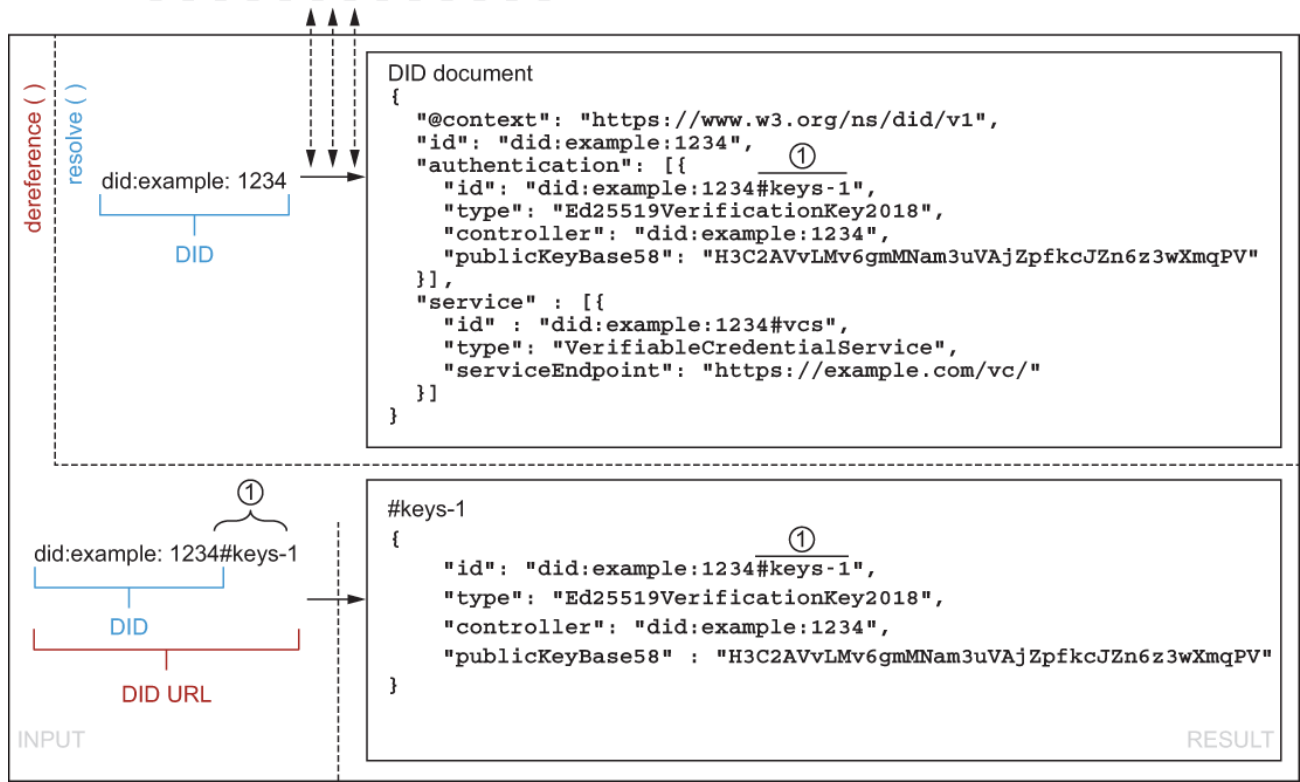 dereference ( )
resolve ( )
did:example: 1234
DID
DID document
{
"@context": "https://www.w3.org/ns/did/v1",
"id": "did:example:1234",
1
"authentication": [{
"id": "did:example:1234#keys-1",
"type": "Ed25519VerificationKey2018",
"controller": "did:example:1234",
"publicKeyBase58": "H3C2AVvLMv6gmMNam3uVAjZpfkcJZn6z3wXmqPV"
}],
"service" : [{
"id" : "did:example:1234#vcs",
"type": "VerifiableCredentialService",
"serviceEndpoint": "https://example.com/vc/"
}]
}
1
did:example: 1234#keys-1
DID
DID URL
INPUT
#keys-1
{
1
"id": "did:example:1234#keys-1",
"type": "Ed25519VerificationKey2018",
"controller": "did:example:1234",
"publicKeyBase58" : "H3C2AVvLMv6gmMNam3uVAjZpfkcJZn6z3wXmqPV"
}
RESULT